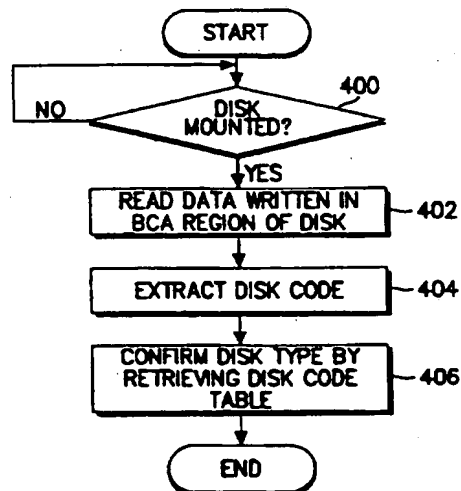 START
400
DISK
MOUNTED?
NO
YES
READ DATA WRITTEN IN
BCA REGION OF DISK
402
EXTRACT DISK CODE
404
CONFIRM DISK TYPE BY
RETRIEVING DISK CODE
TABLE
406
END